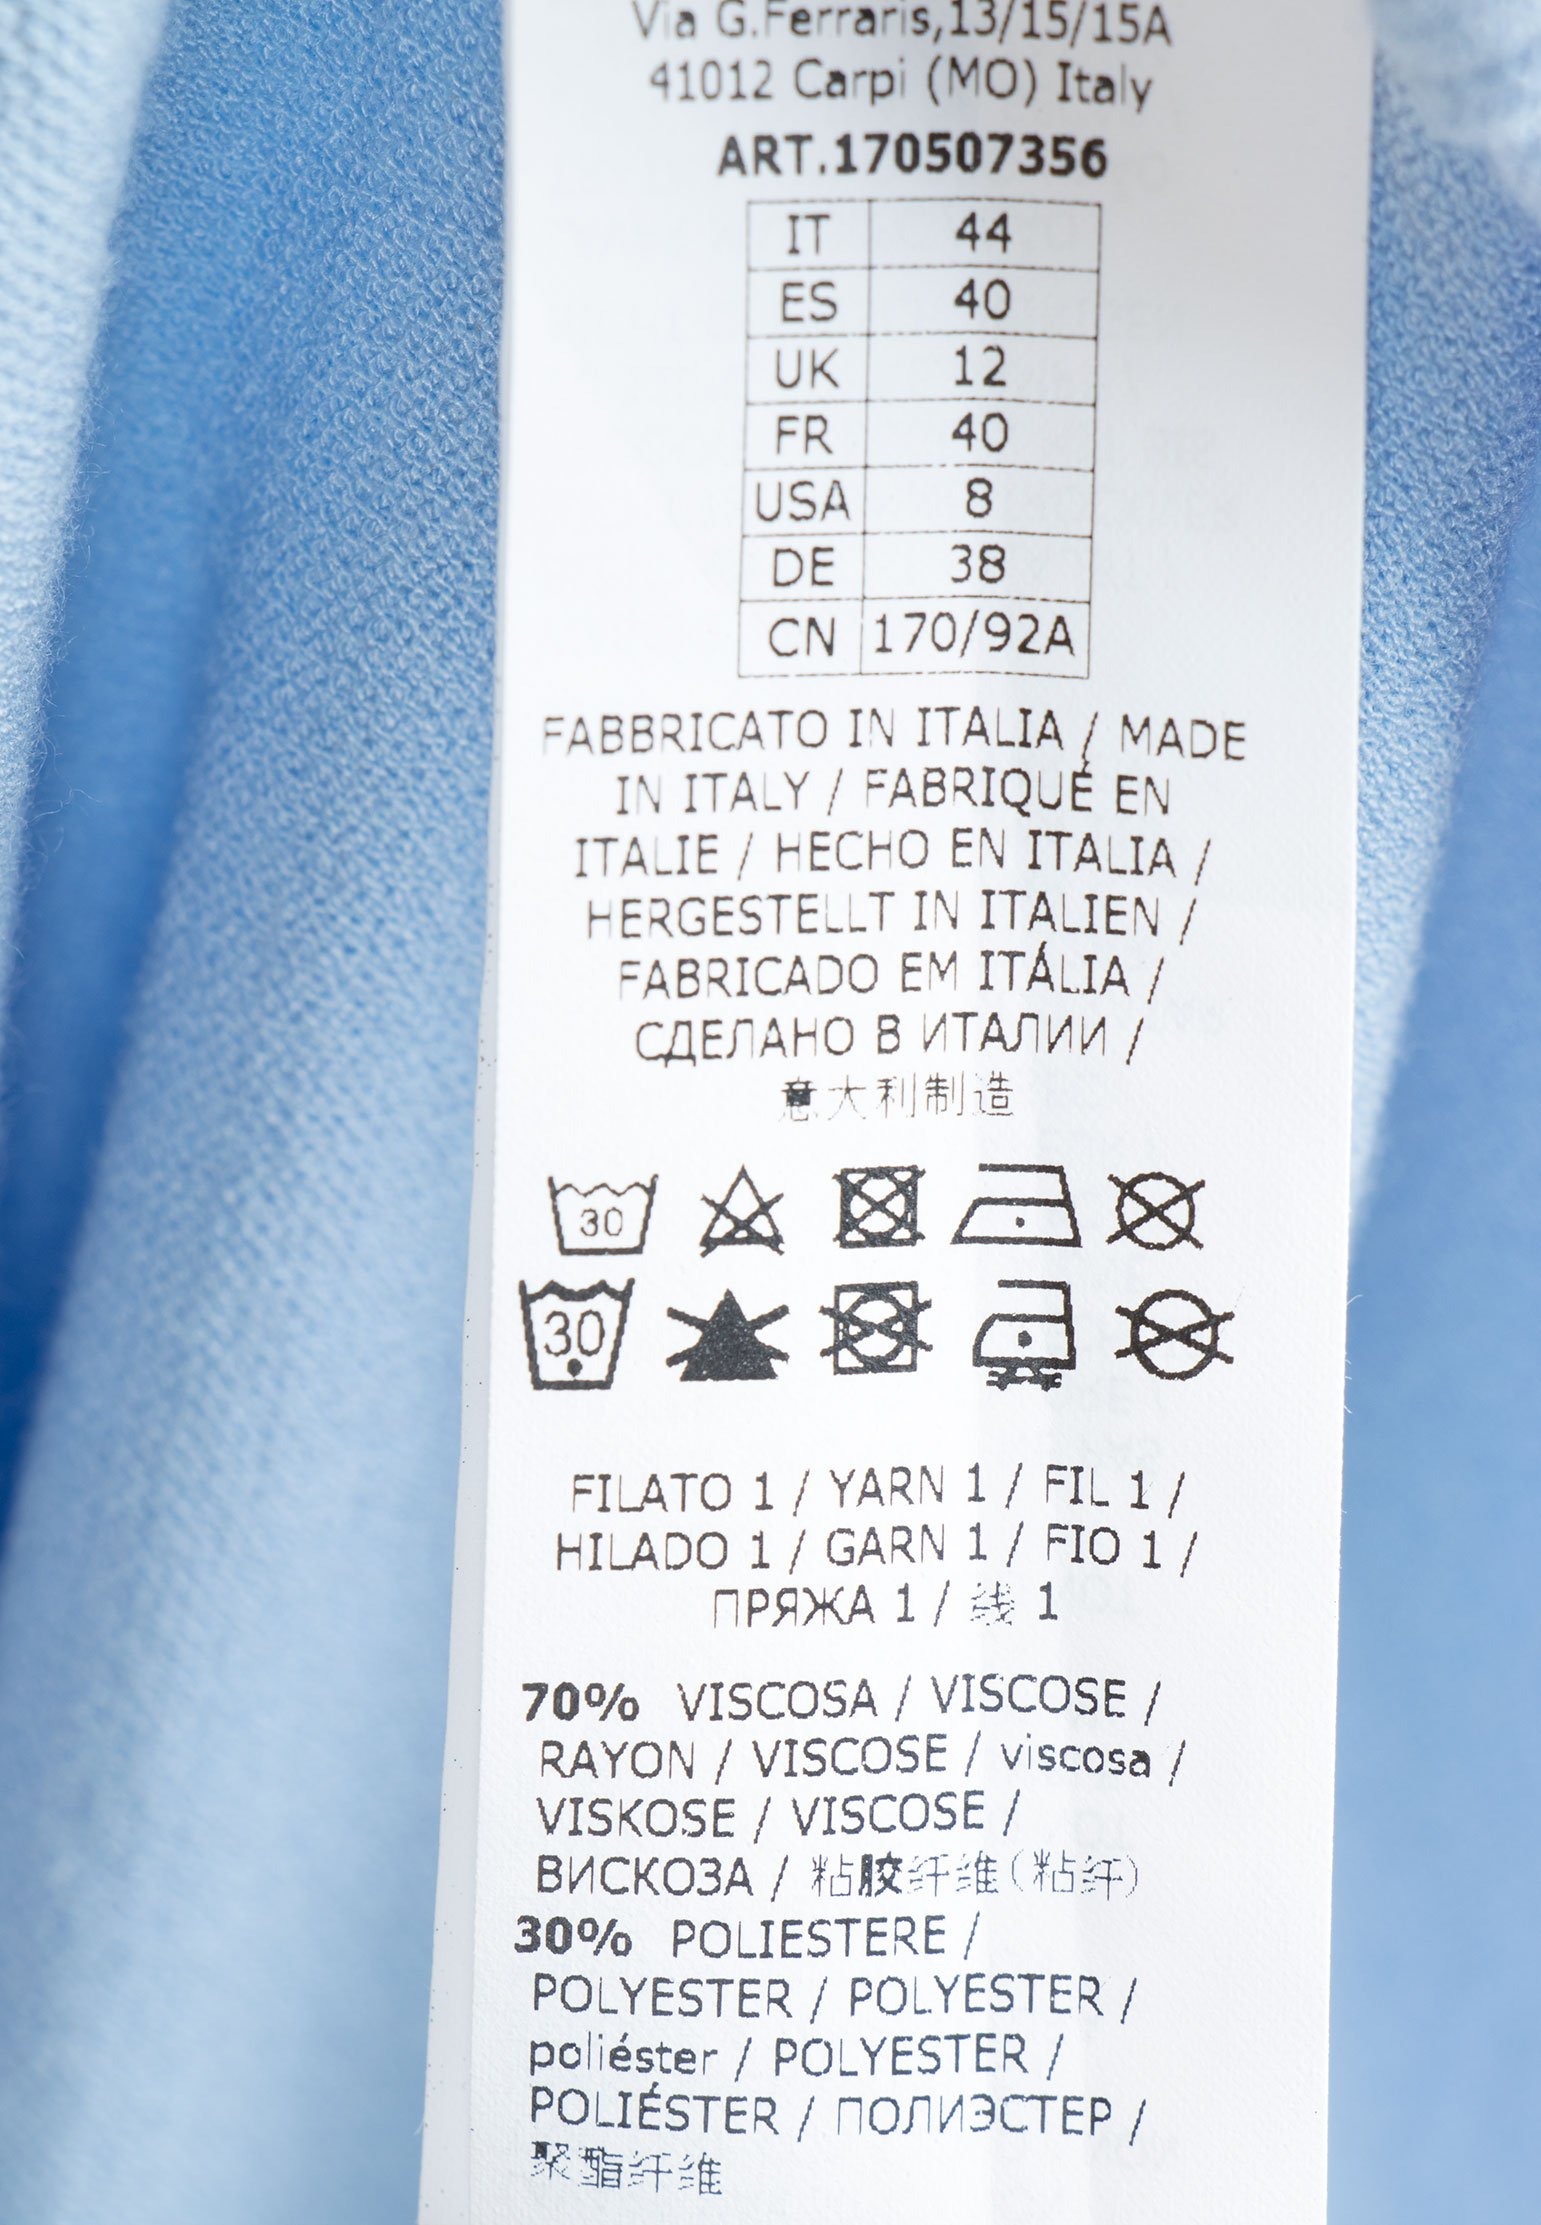 Via G.Ferraris,13/15/15A
41012 Carpi (MO) Italy
ART.170507356
IT 44
ES 40
UK 12
FR 40
USA 8
DE 38
CN 170/92A
FABBRICATO IN ITALIA / MADE
IN ITALY / FABRIQUÉ EN
ITALIE / HECHO EN ITALIA /
HERGESTELLT IN ITALIEN /
FABRICADO EM ITÁLIA /
СДЕЛАНО В ИТАЛИИ /
意大利制造
30
30
FILATO 1 / YARN 1 / FIL 1 /
HILADO 1 / GARN 1 / FIO 1 /
ПРЯЖА 1 / 线 1
70% VISCOSA / VISCOSE /
RAYON / VISCOSE / viscosa /
VISKOSE / VISCOSE /
ВИСКОЗА / 粘胶纤维(粘纤)
30% POLIESTERE /
POLYESTER / POLYESTER /
poliéster / POLYESTER /
POLIÉSTER / ПОЛИЭСТЕР /
聚酯纤维